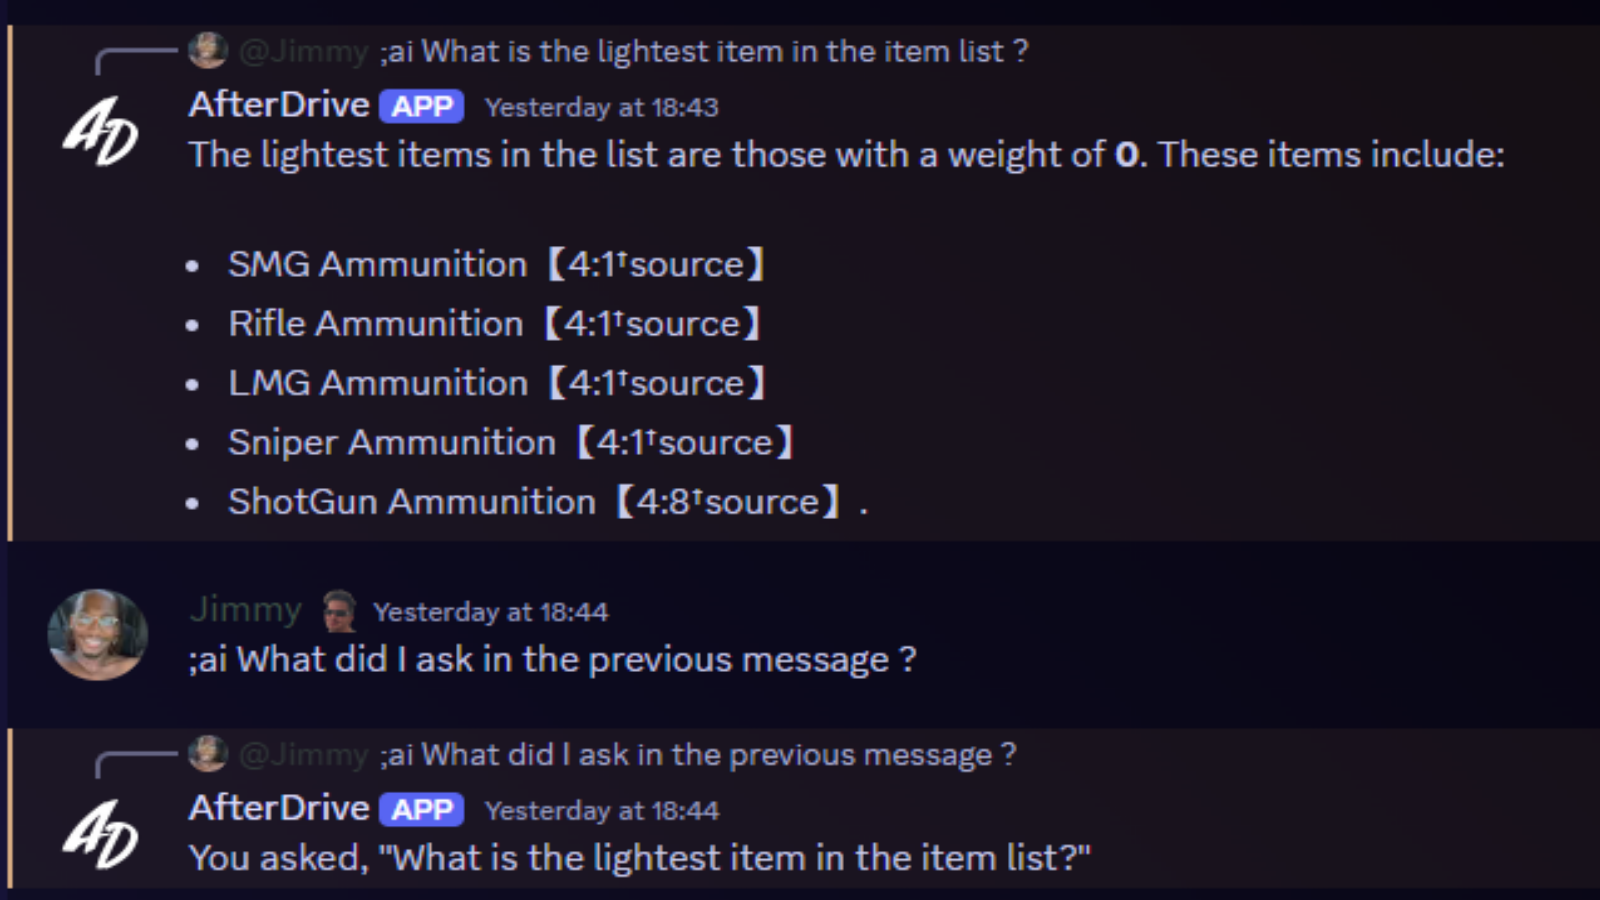 @Jimmy ;ai What is the lightest item in the item list ?
AD
AfterDrive APP Yesterday at 18:43
The lightest items in the list are those with a weight of 0. These items include:
• SMG Ammunition 【4:1†source】
• Rifle Ammunition 【4:1†source】
• LMG Ammunition 【4:1†source】
• Sniper Ammunition 【4:1†source】
• ShotGun Ammunition 【4:8†source】 .
Jimmy Yesterday at 18:44
;ai What did I ask in the previous message ?
@Jimmy ;ai What did I ask in the previous message ?
AD
AfterDrive APP Yesterday at 18:44
You asked, "What is the lightest item in the item list?"